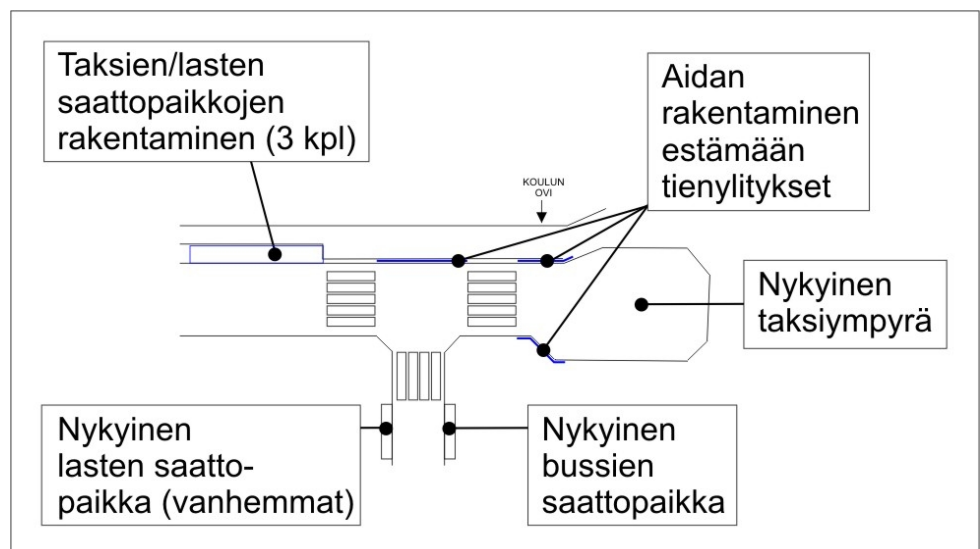 Taksien/lasten
saattopaikkojen
rakentaminen (3 kpl)
Aidan
rakentaminen
estämään
tienylitykset
KOULUN
OVI
Nykyinen
taksiympyrä
Nykyinen
lasten saatto-
paikka (vanhemmat)
Nykyinen
bussien
saattopaikka